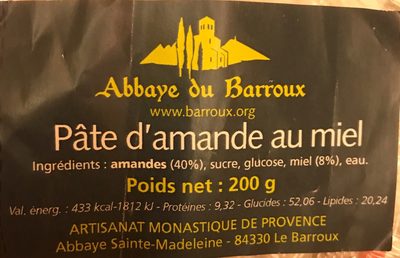 Abbaye du Barroux
www.barroux.org
Pâte d'amande au miel
Ingrédients : amandes (40%), sucre, glucose, miel (8%), eau.
Poids net : 200 g
Val. énerg. : 433 kcal-1812 kJ - Protéines : 9,32 - Glucides : 52,06 - Lipides : 20,24
ARTISANAT MONASTIQUE DE PROVENCE
Abbaye Sainte-Madeleine - 84330 Le Barroux